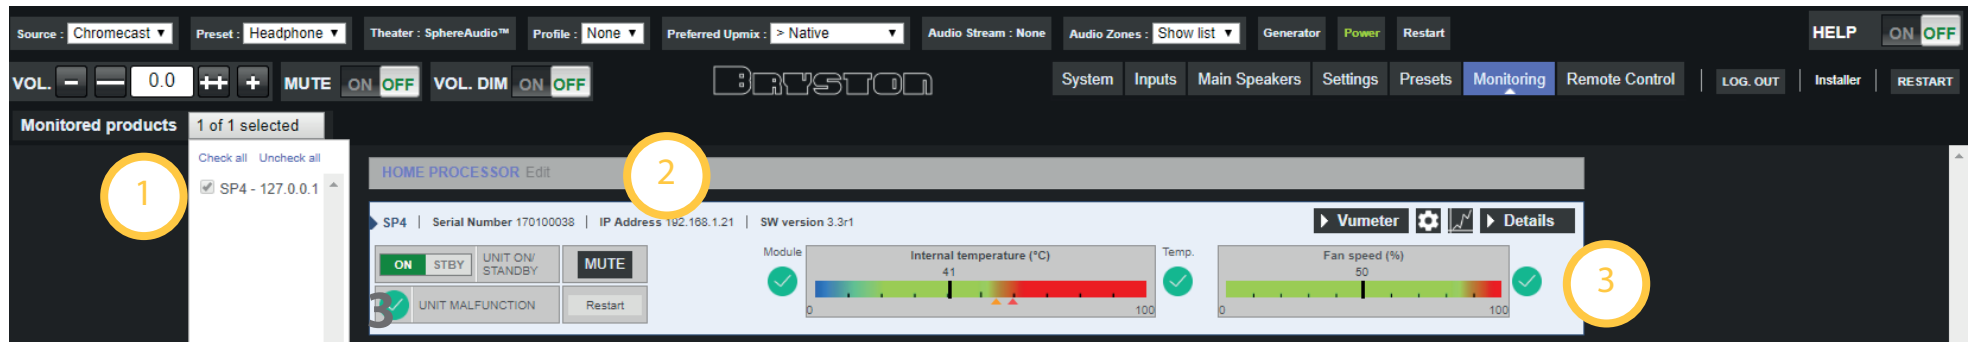 Source : Chromecast ▼ Preset : Headphone ▼ Theater : SphereAudio™ Profile : None ▼ Preferred Upmix : > Native ▼ Audio Stream : None Audio Zones : Show list ▼ Generator Power Restart HELP ON OFF
VOL. 0.0 ++ + MUTE ON OFF VOL. DIM ON OFF BRYSTON System Inputs Main Speakers Settings Presets Monitoring Remote Control LOG. OUT Installer RESTART
Monitored products 1 of 1 selected
Check all Uncheck all
SP4 - 127.0.0.1
1
HOME PROCESSOR Edit
2
SP4 | Serial Number 170100038 | IP Address 192.168.1.21 | SW version 3.3r1 Vumeter Details
ON STBY UNIT ON/
STANDBY
MUTE
3 UNIT MALFUNCTION Restart
Module
Internal temperature (°C)
41
0 100
Temp.
Fan speed (%)
50
0 100
3